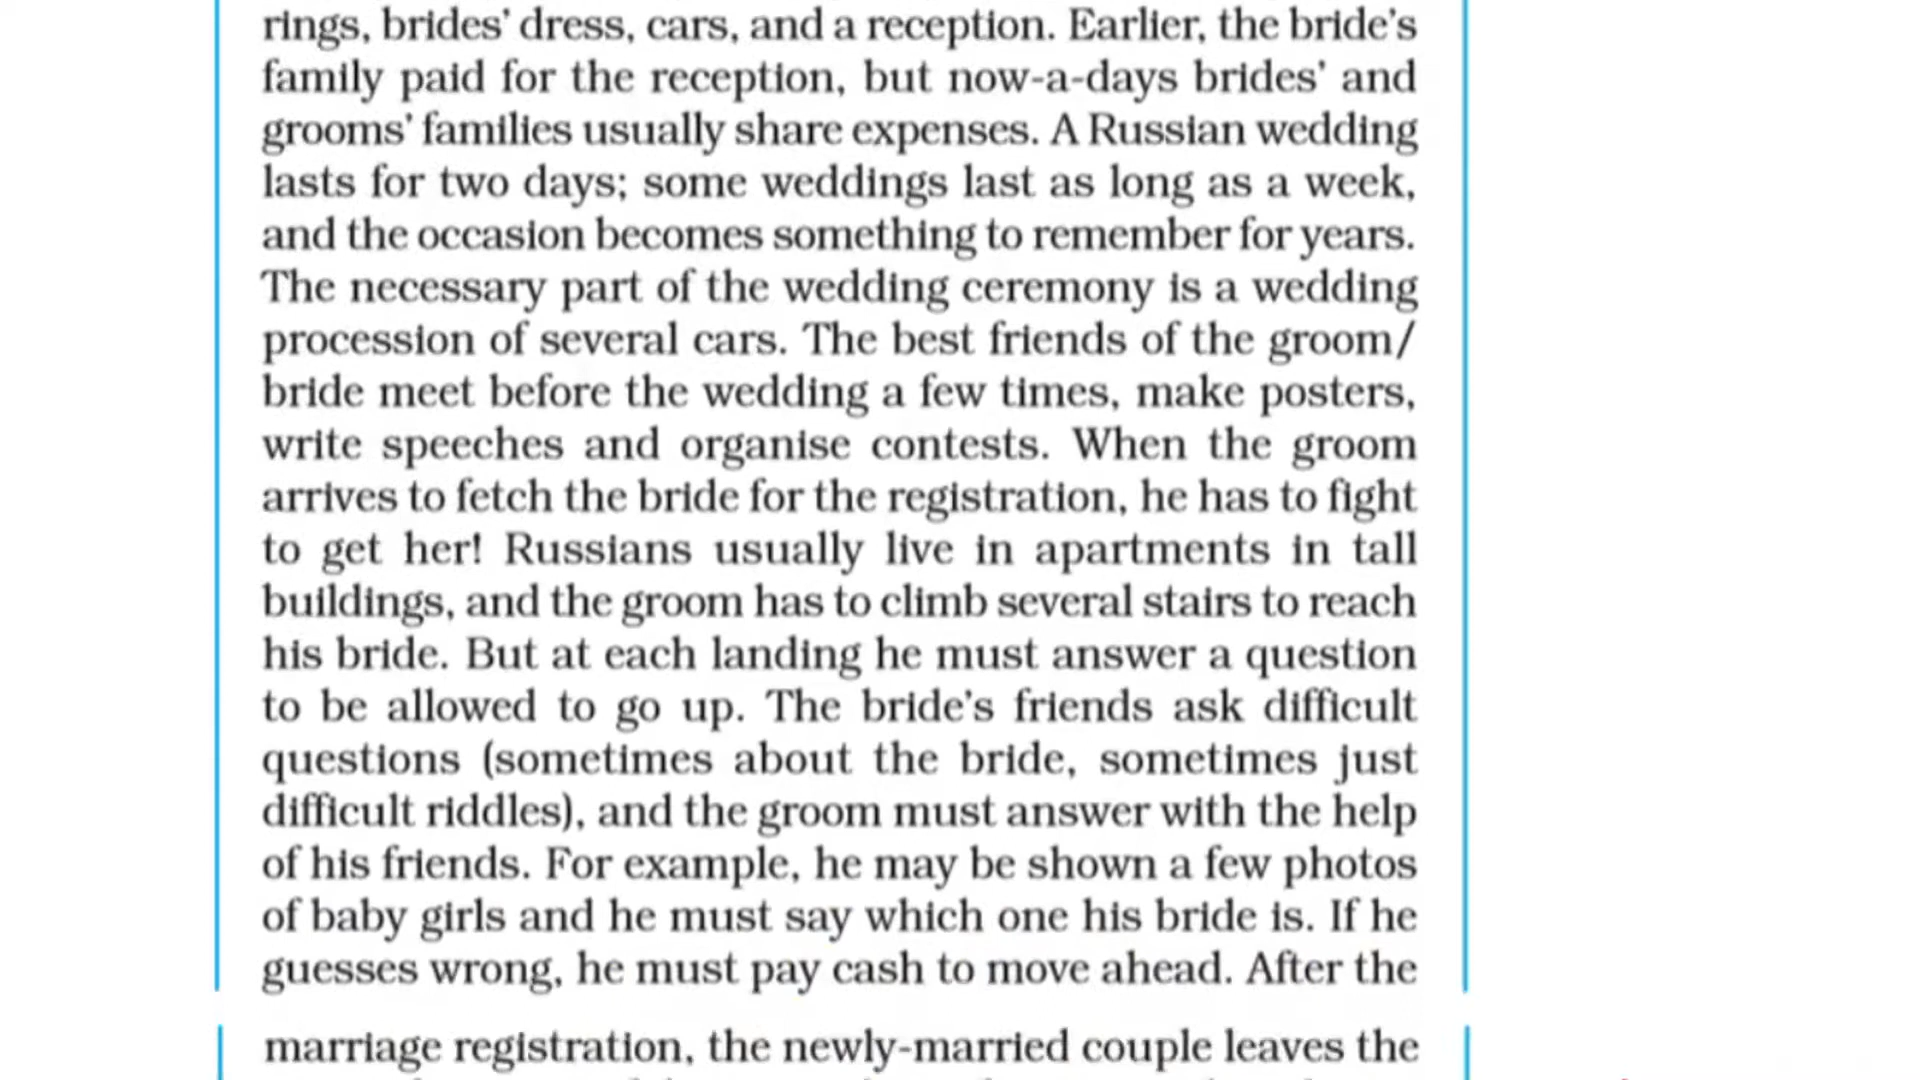 rings, brides' dress, cars, and a reception. Earlier, the bride's
family paid for the reception, but now-a-days brides' and
grooms' families usually share expenses. A Russian wedding
lasts for two days; some weddings last as long as a week,
and the occasion becomes something to remember for years.
The necessary part of the wedding ceremony is a wedding
procession of several cars. The best friends of the groom/
bride meet before the wedding a few times, make posters,
write speeches and organise contests. When the groom
arrives to fetch the bride for the registration, he has to fight
to get her! Russians usually live in apartments in tall
buildings, and the groom has to climb several stairs to reach
his bride. But at each landing he must answer a question
to be allowed to go up. The bride's friends ask difficult
questions (sometimes about the bride, sometimes just
difficult riddles), and the groom must answer with the help
of his friends. For example, he may be shown a few photos
of baby girls and he must say which one his bride is. If he
guesses wrong, he must pay cash to move ahead. After the
marriage registration, the newly-married couple leaves the